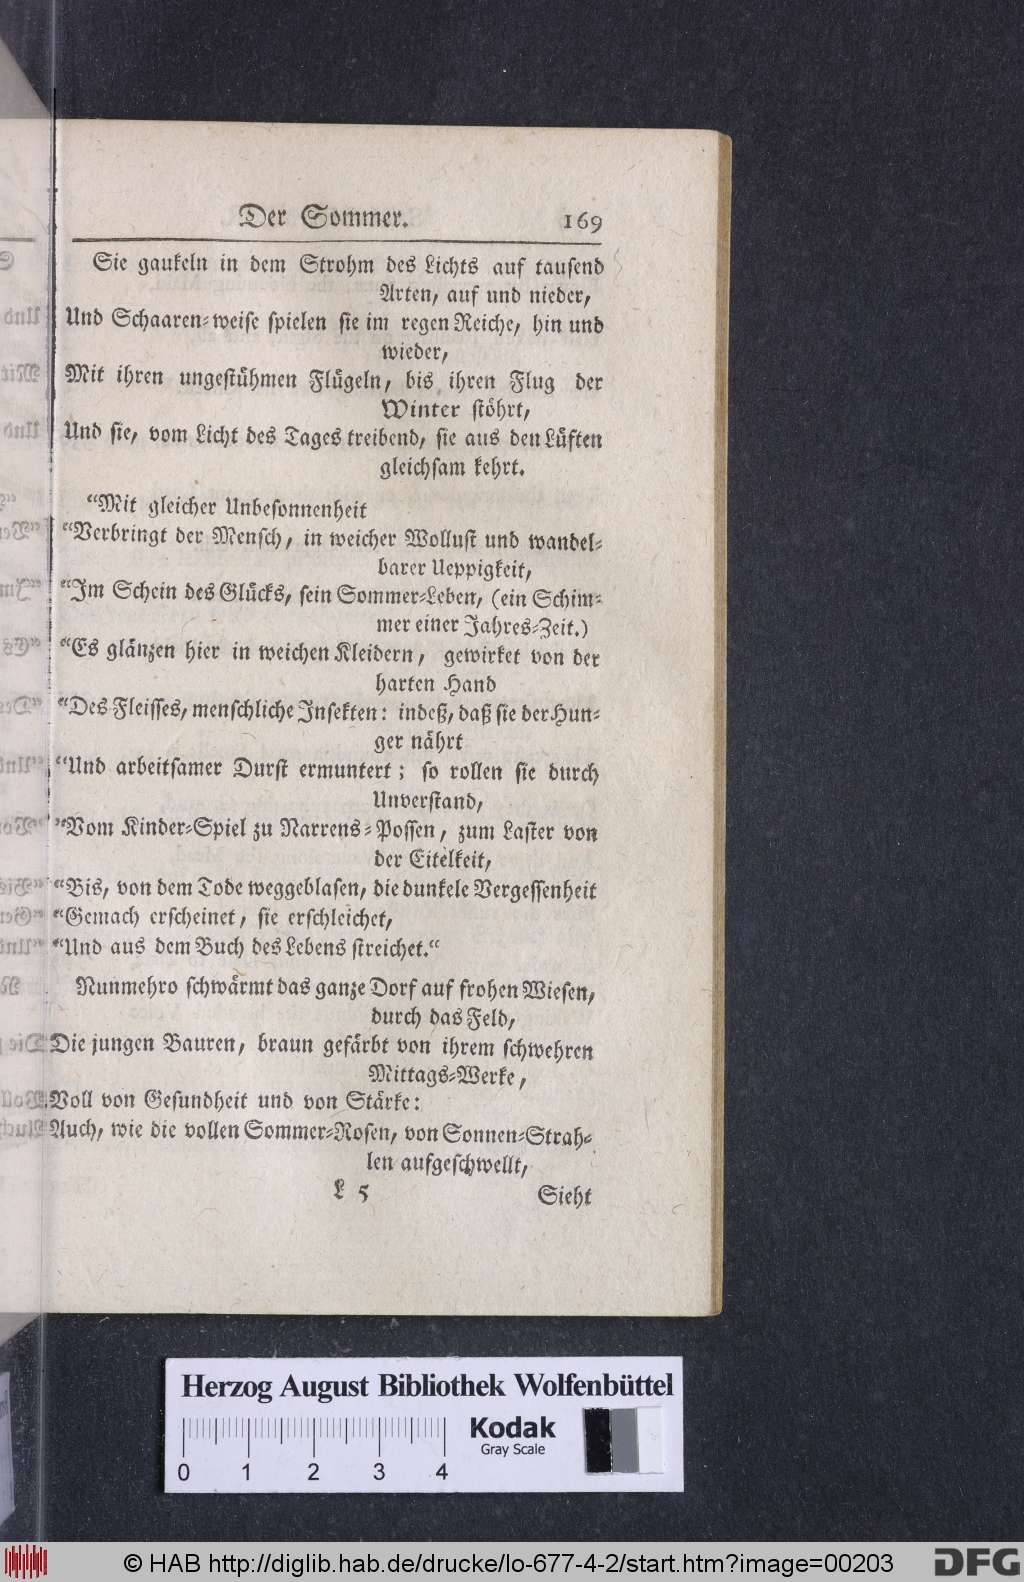 Der Sommer. 169
Sie gaukeln in dem Strohm des Lichts auf tausend
Arten, auf und nieder,
Und Schaaren-weise spielen sie im regen Reiche, hin und
wieder,
Mit ihren ungestühmen Flügeln, bis ihren Flug der
Winter stöhrt,
Und sie, vom Licht des Tages treibend, sie aus den Lüften
gleichsam kehrt.
“Mit gleicher Unbesonnenheit
“Verbringt der Mensch, in weicher Wollust und wandel-
barer Ueppigkeit,
“Im Schein des Glücks, sein Sommer-Leben, (ein Schim-
mer einer Jahres-Zeit.)
“Es glänzen hier in weichen Kleidern, gewirket von der
harten Hand
“Des Fleisses, menschliche Insekten: indeß, daß sie der Hun-
ger nährt
“Und arbeitsamer Durst ermuntert; so rollen sie durch
Unverstand,
“Vom Kinder-Spiel zu Narrens-Possen, zum Laster von
der Eitelkeit,
“Bis, von dem Tode weggeblasen, die dunkele Vergessenheit
“Gemach erscheinet, sie erschleichet,
“Und aus dem Buch des Lebens streichet.“
Nunmehro schwärmt das ganze Dorf auf frohen Wiesen,
durch das Feld,
Die jungen Bauren, braun gefärbt von ihrem schwehren
Mittags-Werke,
Voll von Gesundheit und von Stärke:
Auch, wie die vollen Sommer-Rosen, von Sonnen-Strah-
len aufgeschwellt,
L 5 Sieht
Herzog August Bibliothek Wolfenbüttel
Kodak
Gray Scale
0 1 2 3 4
© HAB http://diglib.hab.de/drucke/lo-677-4-2/start.htm?image=00203
DFG